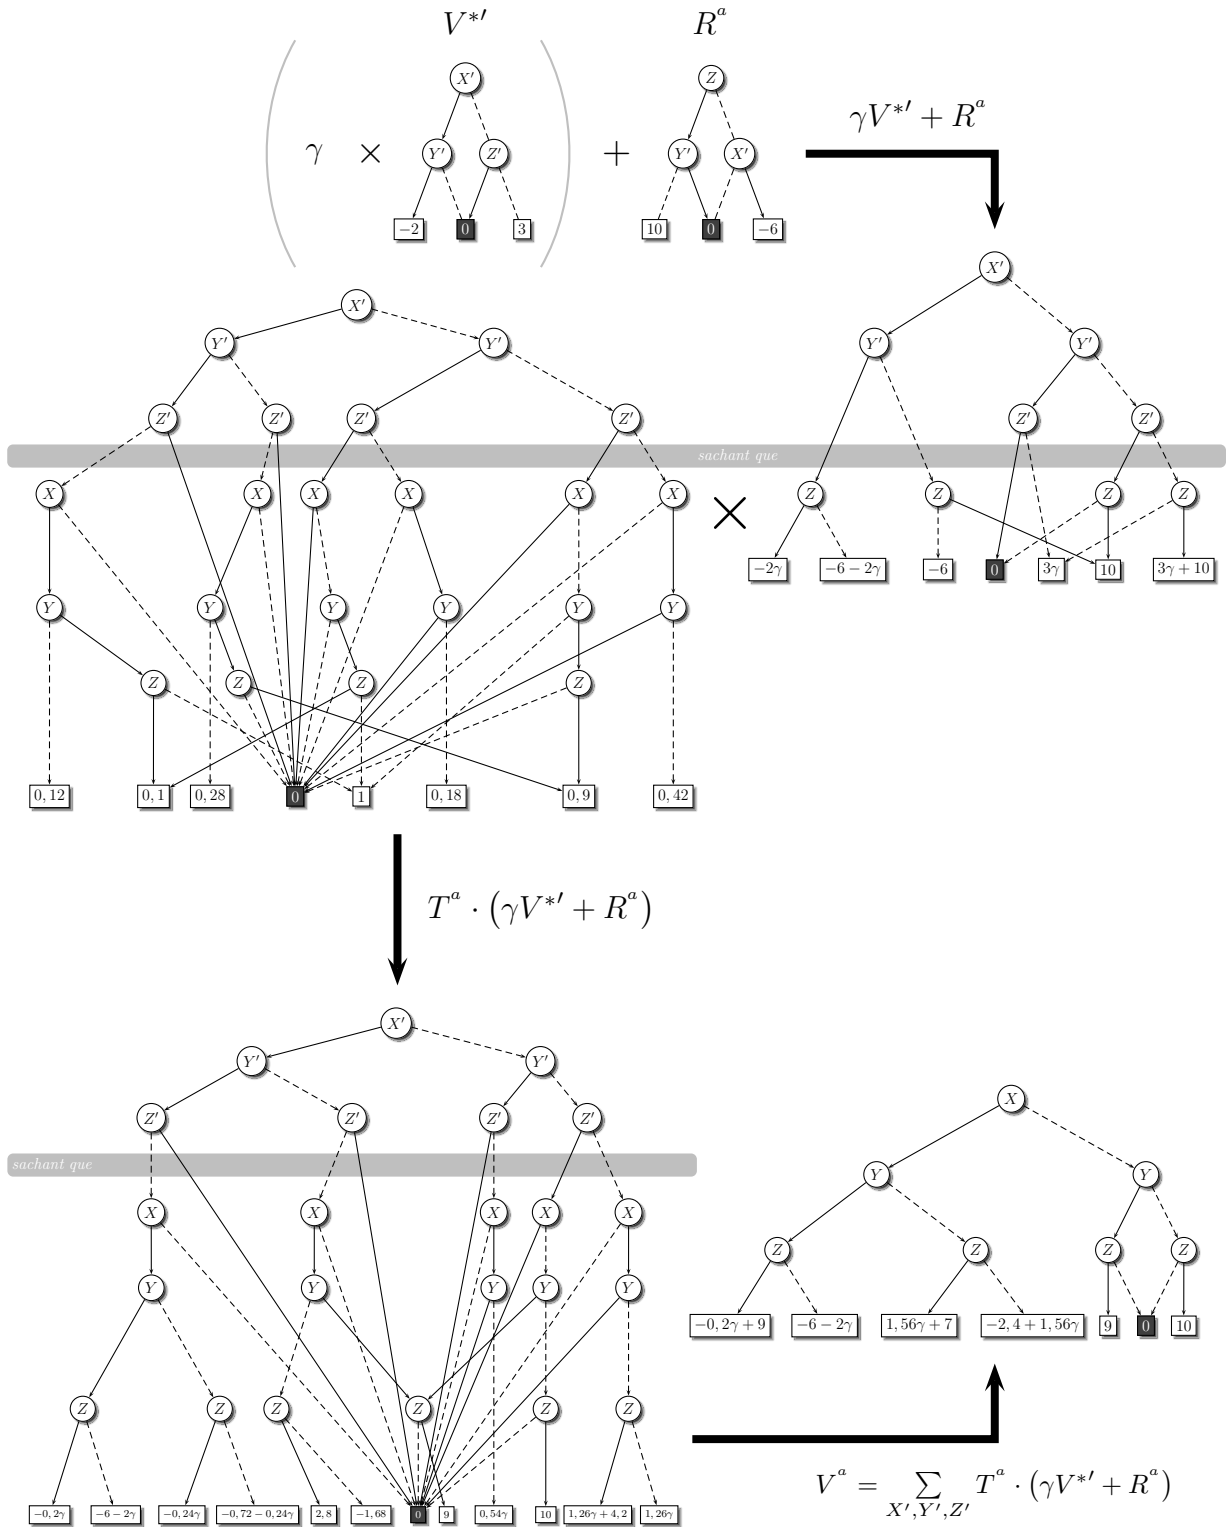 V*′ R^a
X′ Z
γV*′ + R^a
γ × Y′ Z′ + Y′ X′
−2 0 3 10 0 −6
X′
X′
Y′ Y′ Y′ Y′
Z′ Z′ Z′ Z′ Z′ Z′
sachant que
X X X X X X × Z Z Z Z
−2γ −6 − 2γ −6 0 3γ 10 3γ + 10
Y Y Y Y Y Y
Z Z Z Z
0, 12 0, 1 0, 28 0 1 0, 18 0, 9 0, 42
T^a · (γV*′ + R^a)
X′
Y′ Y′
X
Z′ Z′ Z′ Z′
sachant que
Y Y
X X X X X
Z Z Z Z
Y Y Y Y Y
−0, 2γ + 9 −6 − 2γ 1, 56γ + 7 −2, 4 + 1, 56γ 9 0 10
Z Z Z Z Z Z
V^a = ∑ T^a · (γV*′ + R^a)
X′,Y′,Z′
−0, 2γ −6 − 2γ −0, 24γ −0, 72 − 0, 24γ 2, 8 −1, 68 0 9 0, 54γ 10 1, 26γ + 4, 2 1, 26γ